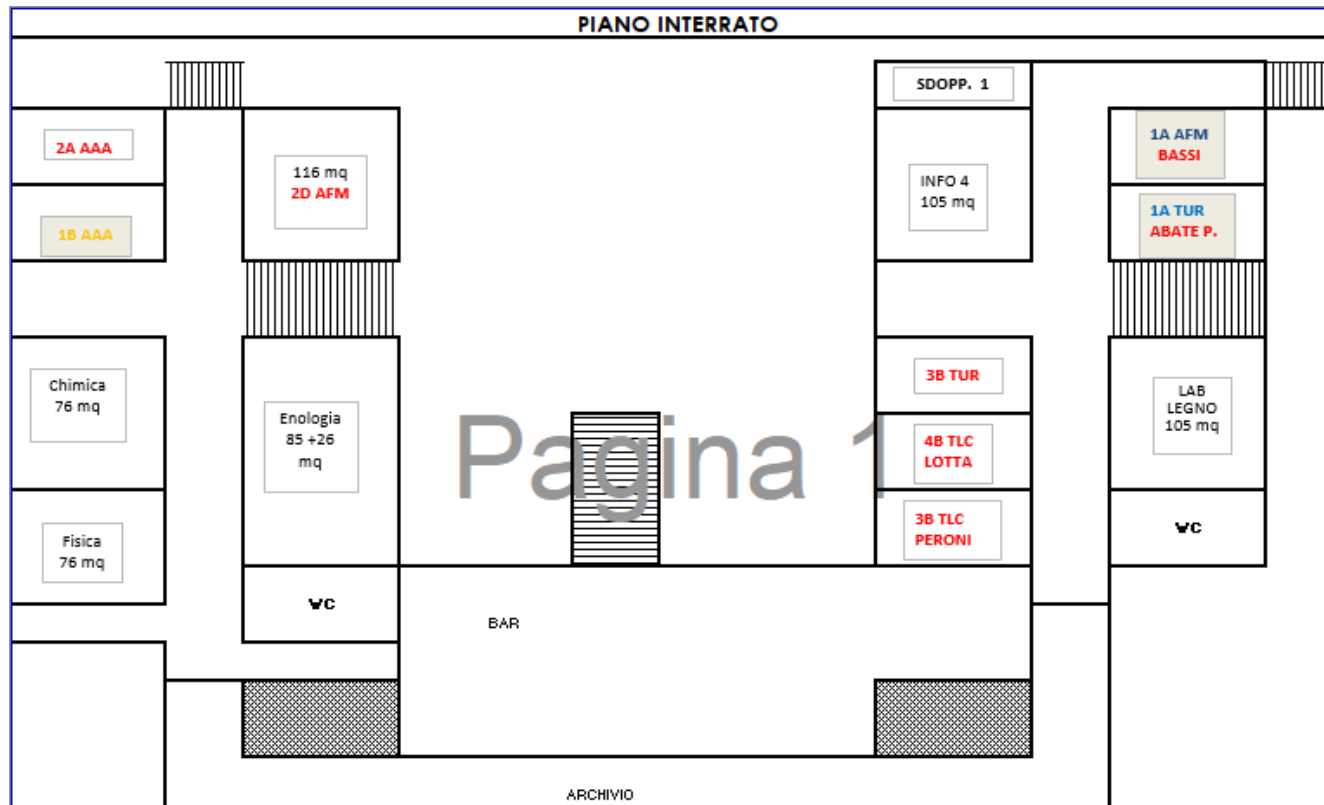 PIANO INTERRATO
SDOPP. 1
2A AAA
1B AAA
116 mq
2D AFM
INFO 4
105 mq
1A AFM
BASSI
1A TUR
ABATE P.
Chimica
76 mq
Enologia
85 +26
mq
3B TUR
LAB
LEGNO
105 mq
Pagina 1
4B TLC
LOTTA
Fisica
76 mq
3B TLC
PERONI
WC
WC
BAR
ARCHIVIO